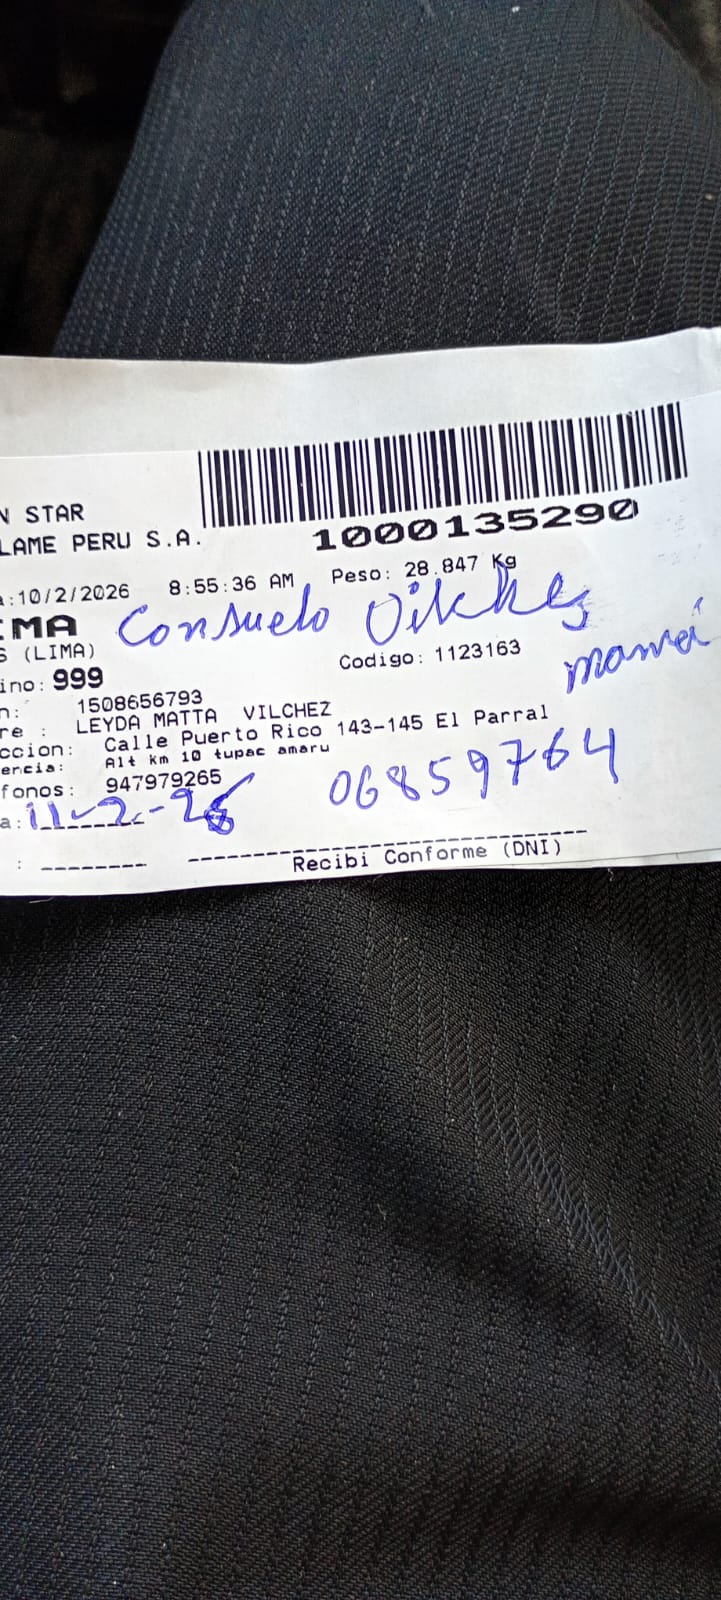 N STAR
LAME PERU S.A.
1000135290
a:10/2/2026 8:55:36 AM Peso: 28.847 Kg
EMA Consuelo Vilchez
S (LIMA) Codigo: 1123163 mamá
ino: 999
n: 1508656793
re : LEYDA MATTA VILCHEZ
ccion: Calle Puerto Rico 143-145 El Parral
encia: Alt km 10 tupac amaru
fonos: 947979265 06859764
a: 11-2-26
: Recibi Conforme (DNI)